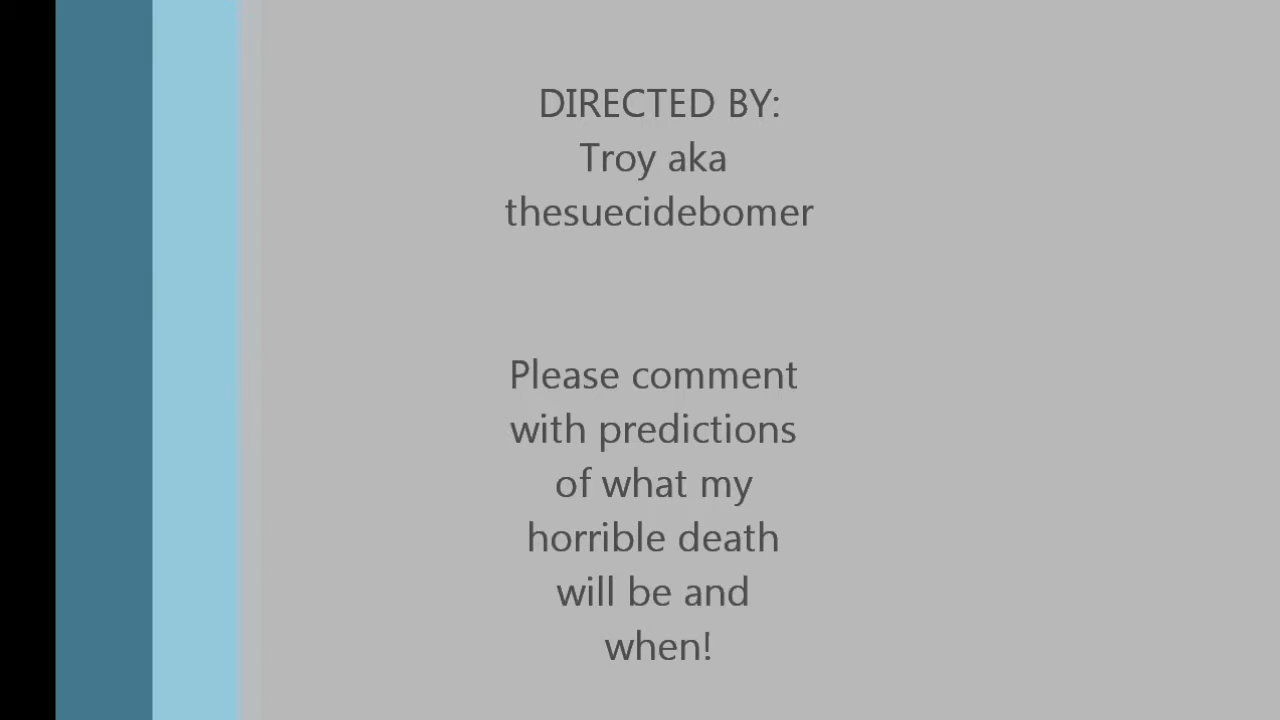 DIRECTED BY:
Troy aka
thesuecidebomer
Please comment
with predictions
of what my
horrible death
will be and
when!